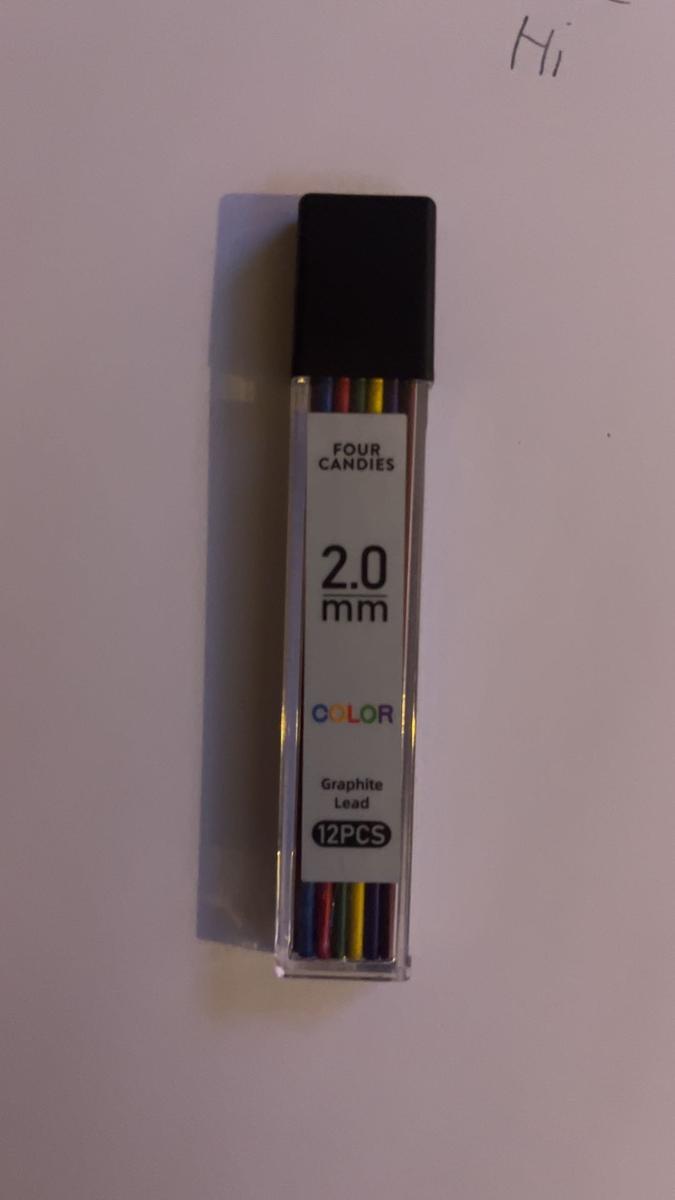 Hi
FOUR
CANDIES
2.0
mm
COLOR
Graphite
Lead
12PCS